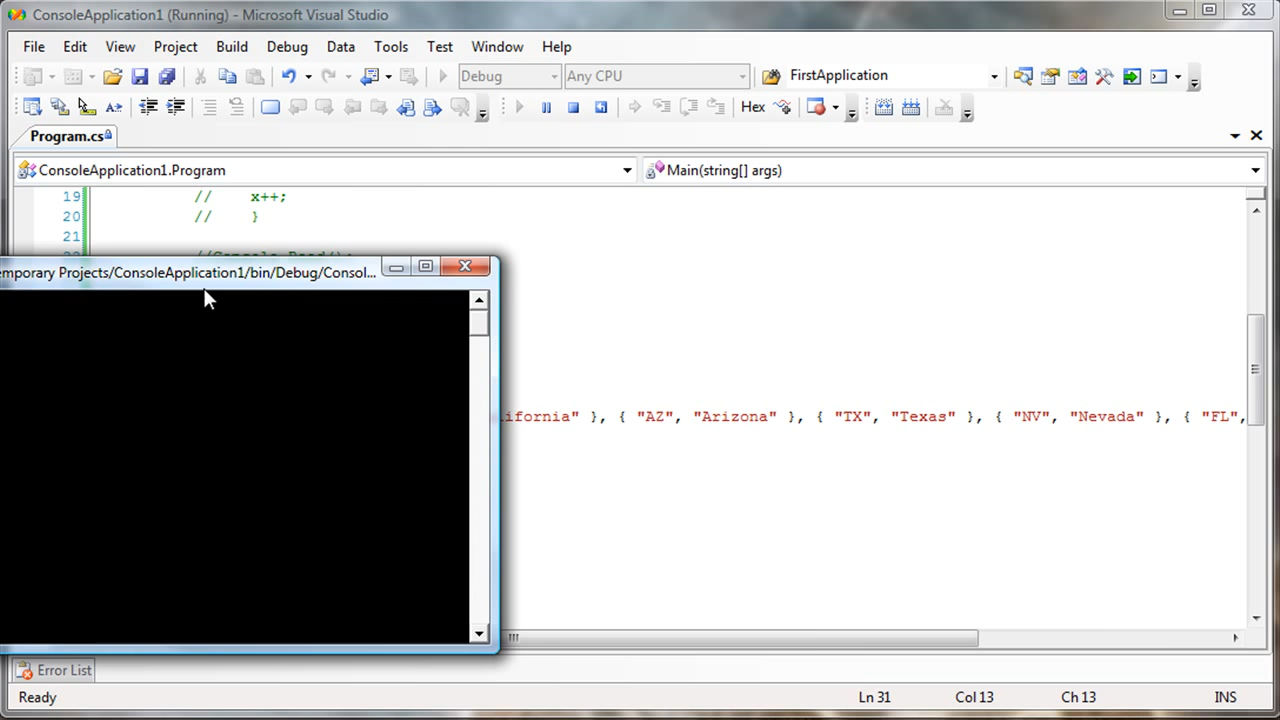 ConsoleApplication1 (Running) - Microsoft Visual Studio
File Edit View Project Build Debug Data Tools Test Window Help
Debug Any CPU FirstApplication
Hex
Program.cs
ConsoleApplication1.Program Main(string[] args)
19 // x++;
20 // }
21
emporary Projects/ConsoleApplication1/bin/Debug/Consol...
ifornia" }, { "AZ", "Arizona" }, { "TX", "Texas" }, { "NV", "Nevada" }, { "FL",
Error List
Ready Ln 31 Col 13 Ch 13 INS